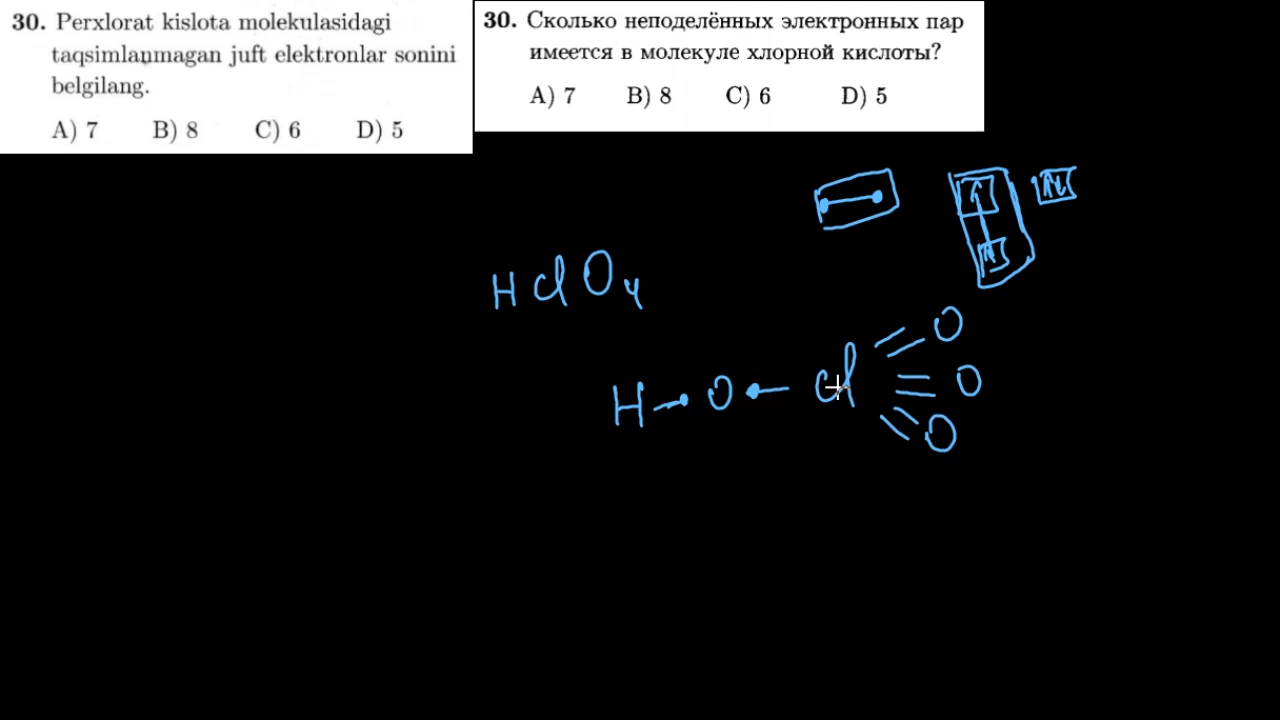 30. Perxlorat kislota molekulasidagi
taqsimlanmagan juft elektronlar sonini
belgilang.
A) 7 B) 8 C) 6 D) 5
30. Сколько неподелённых электронных пар
имеется в молекуле хлорной кислоты?
A) 7 B) 8 C) 6 D) 5
HClO4
O
H O Cl O
O